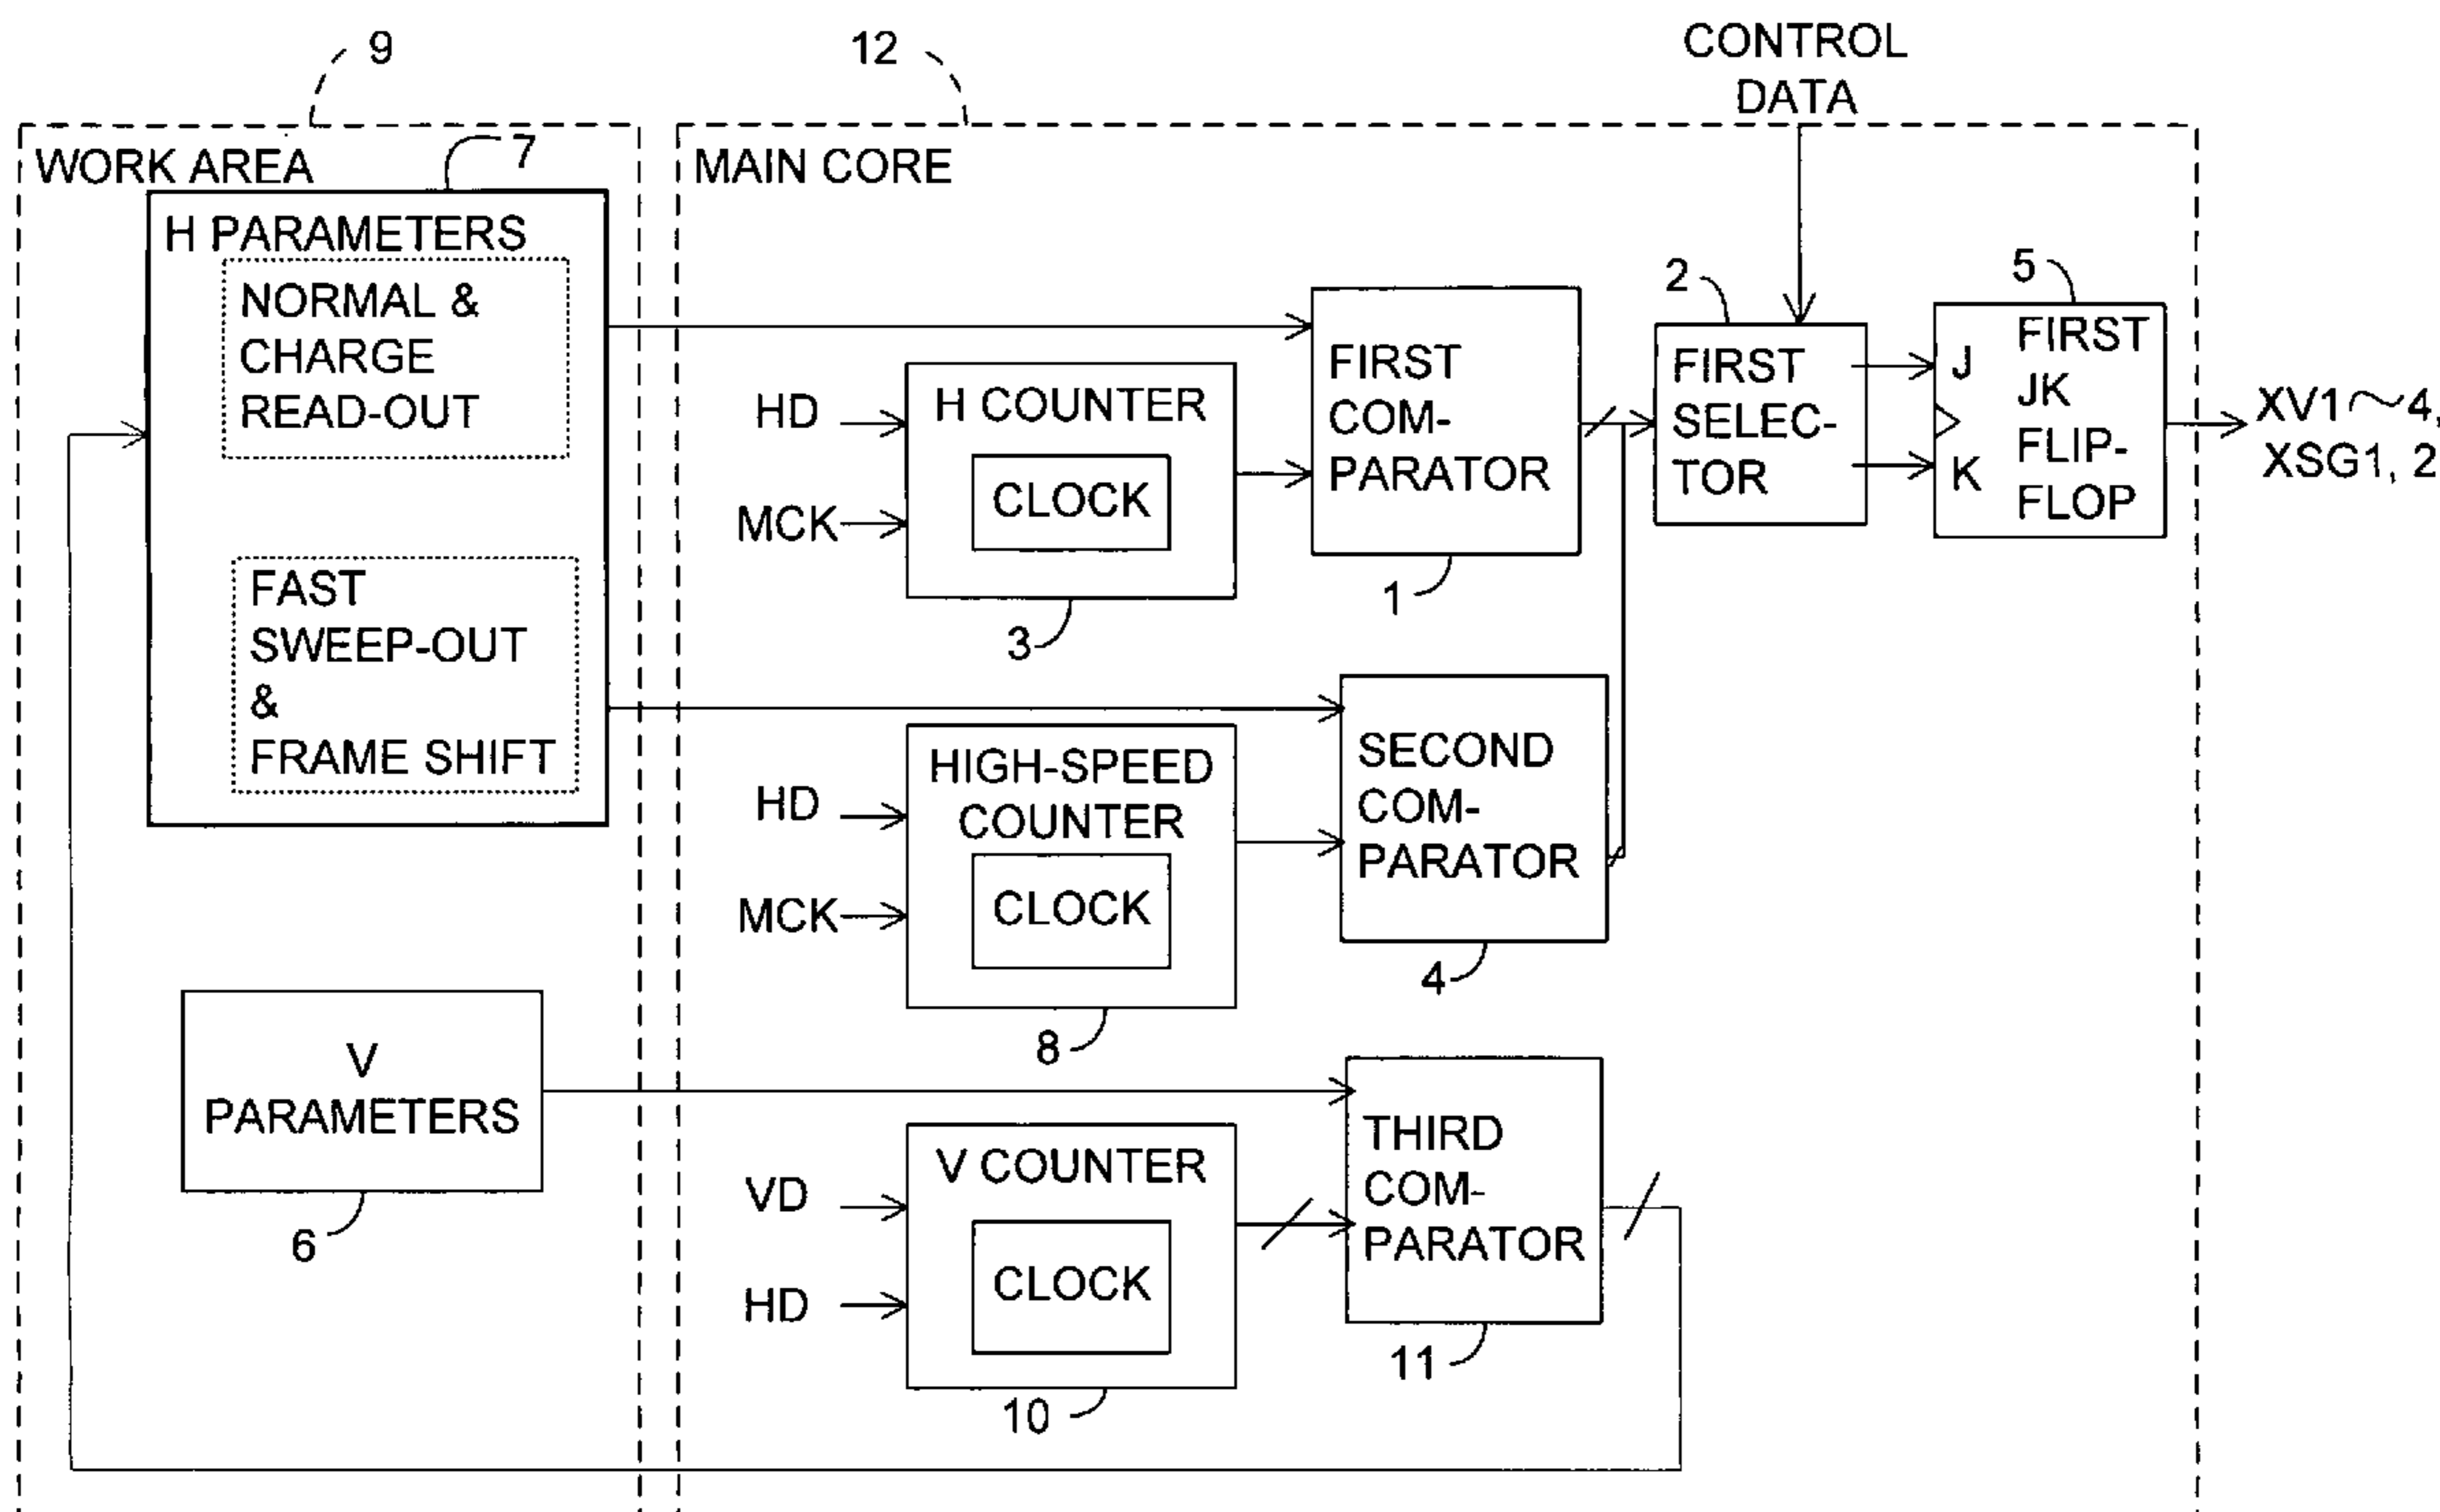 9
12
CONTROL
DATA
WORK AREA
7
MAIN CORE
H PARAMETERS
NORMAL &
CHARGE
READ-OUT
FAST
SWEEP-OUT
&
FRAME SHIFT
HD
MCK
H COUNTER
CLOCK
3
FIRST
COM-
PARATOR
1
2
FIRST
SELEC-
TOR
5
J
K
FIRST
JK
FLIP-
FLOP
XV1~4,
XSG1, 2
HD
MCK
HIGH-SPEED
COUNTER
CLOCK
8
SECOND
COM-
PARATOR
4
V
PARAMETERS
6
VD
HD
V COUNTER
CLOCK
10
THIRD
COM-
PARATOR
11